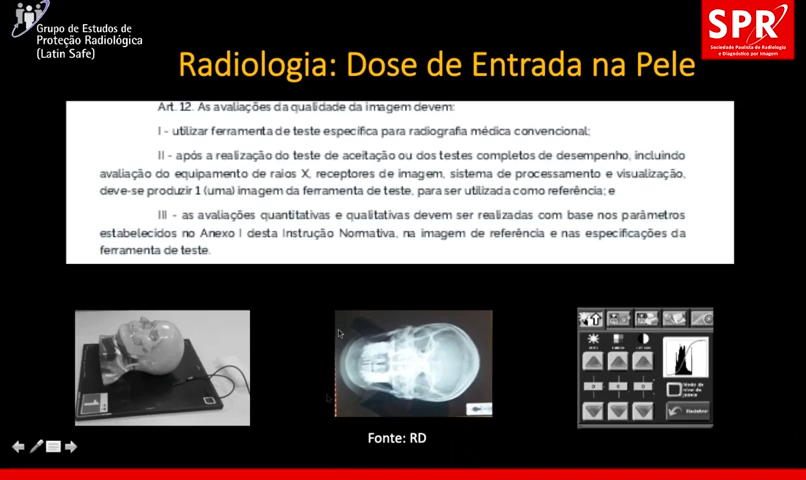 Grupo de Estudos de
Proteção Radiológica
(Latin Safe)
SPR
Sociedade Paulista de Radiologia
e Diagnóstico por Imagem
Radiologia: Dose de Entrada na Pele
Art. 12. As avaliações da qualidade da imagem devem:
I - utilizar ferramenta de teste específica para radiografia médica convencional;
II - após a realização do teste de aceitação ou dos testes completos de desempenho, incluindo
avaliação do equipamento de raios X, receptores de imagem, sistema de processamento e visualização,
deve-se produzir 1 (uma) imagem da ferramenta de teste, para ser utilizada como referência; e
III - as avaliações quantitativas e qualitativas devem ser realizadas com base nos parâmetros
estabelecidos no Anexo I desta Instrução Normativa, na imagem de referência e nas especificações da
ferramenta de teste.
Fonte: RD